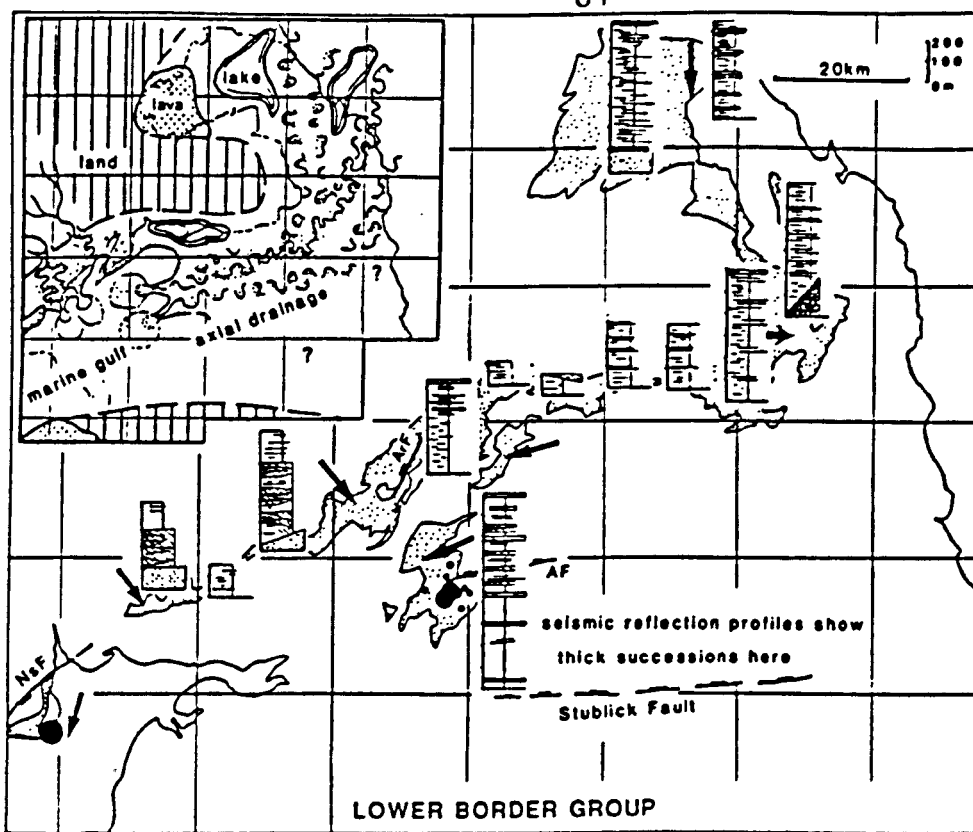 lake
lava
land
?
axial drainage
marine gulf
?
20km
200
100
0m
ArF
AF
seismic reflection profiles show
thick successions here
Stublick Fault
NsF
LOWER BORDER GROUP